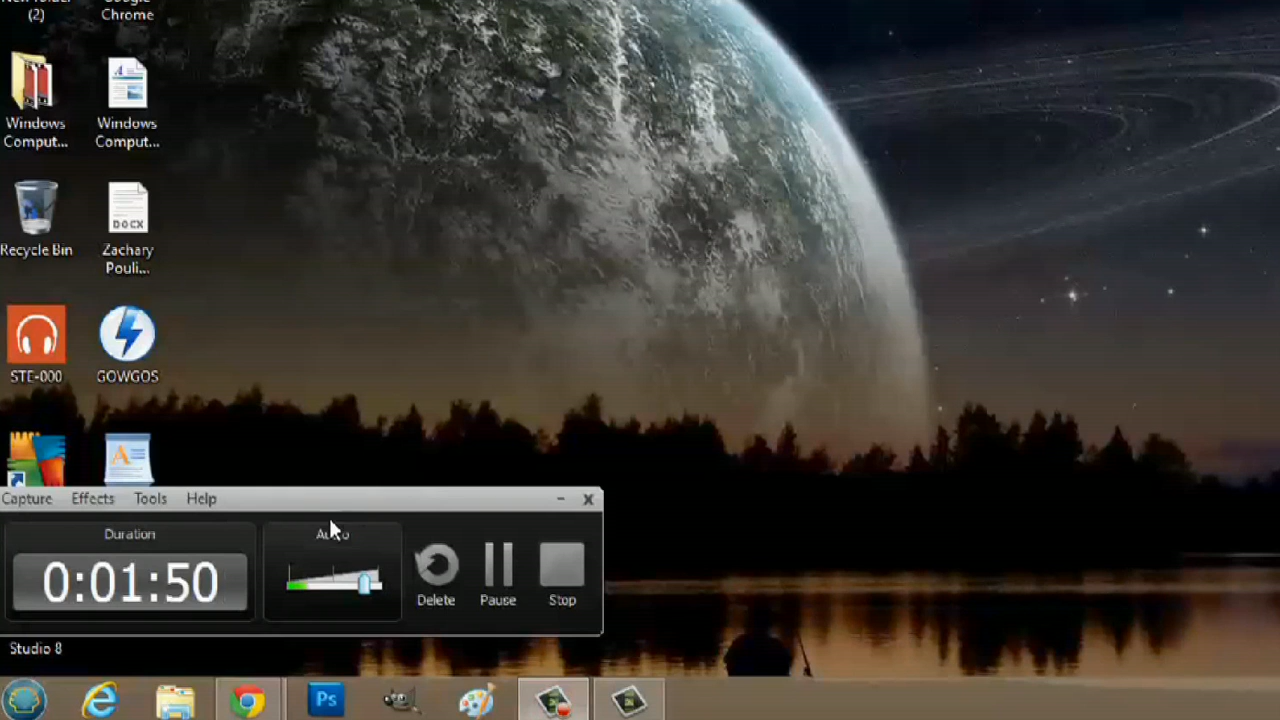 New folder
(2)
Google
Chrome
Windows
Comput...
Windows
Comput...
Recycle Bin
DOCX
Zachary
Pouli...
STE-000
GOWGOS
Capture Effects Tools Help
Duration
0:01:50
Audio
Delete
Pause
Stop
Studio 8
Ps